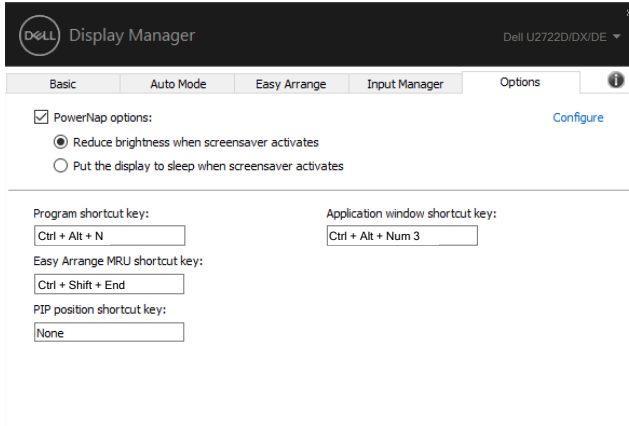 DELL Display Manager
Dell U2722D/DX/DE
Basic Auto Mode Easy Arrange Input Manager Options
PowerNap options: Configure
Reduce brightness when screensaver activates
Put the display to sleep when screensaver activates
Program shortcut key: Application window shortcut key:
Ctrl + Alt + N Ctrl + Alt + Num 3
Easy Arrange MRU shortcut key:
Ctrl + Shift + End
PIP position shortcut key:
None